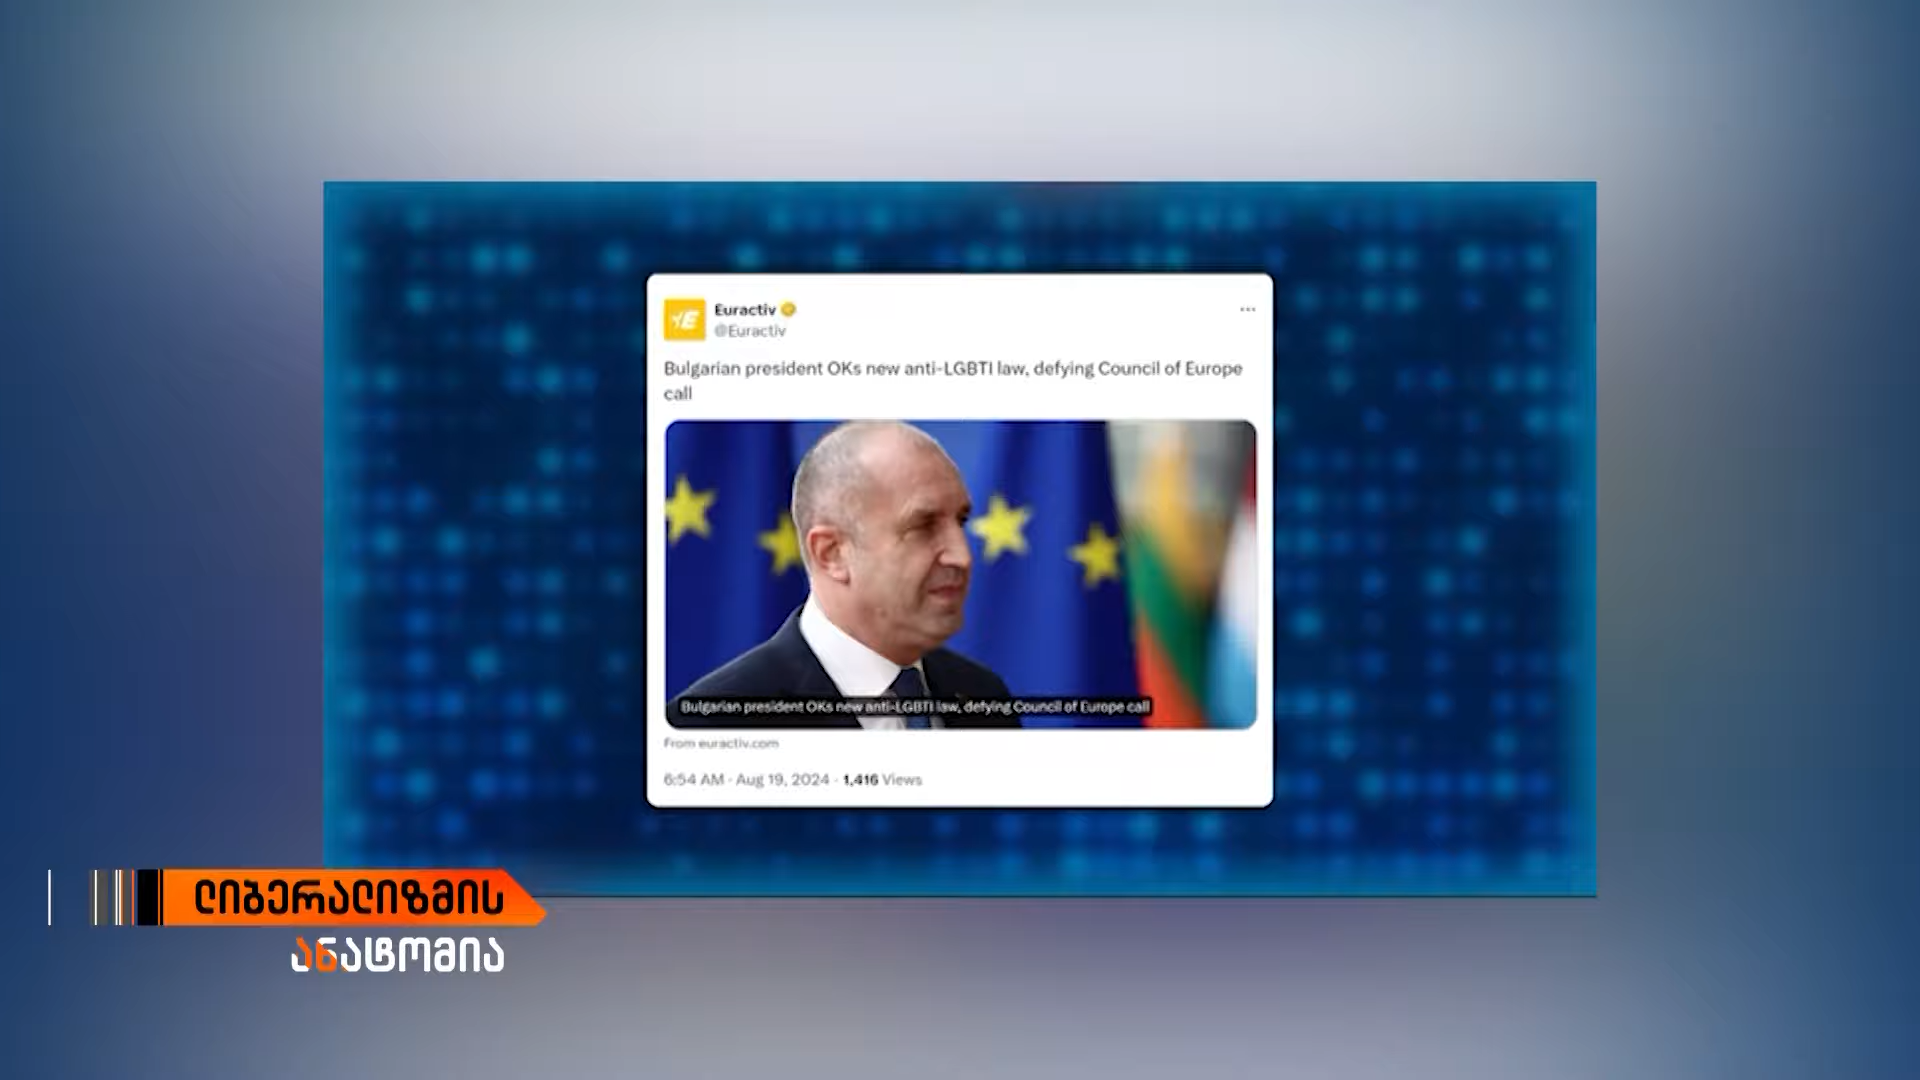 Euractiv
@Euractiv
Bulgarian president OKs new anti-LGBTI law, defying Council of Europe
call
Bulgarian president OKs new anti-LGBTI law, defying Council of Europe call
From euractiv.com
6:54 AM · Aug 19, 2024 · 1,416 Views
ლიბერალიზმის
ანატომია